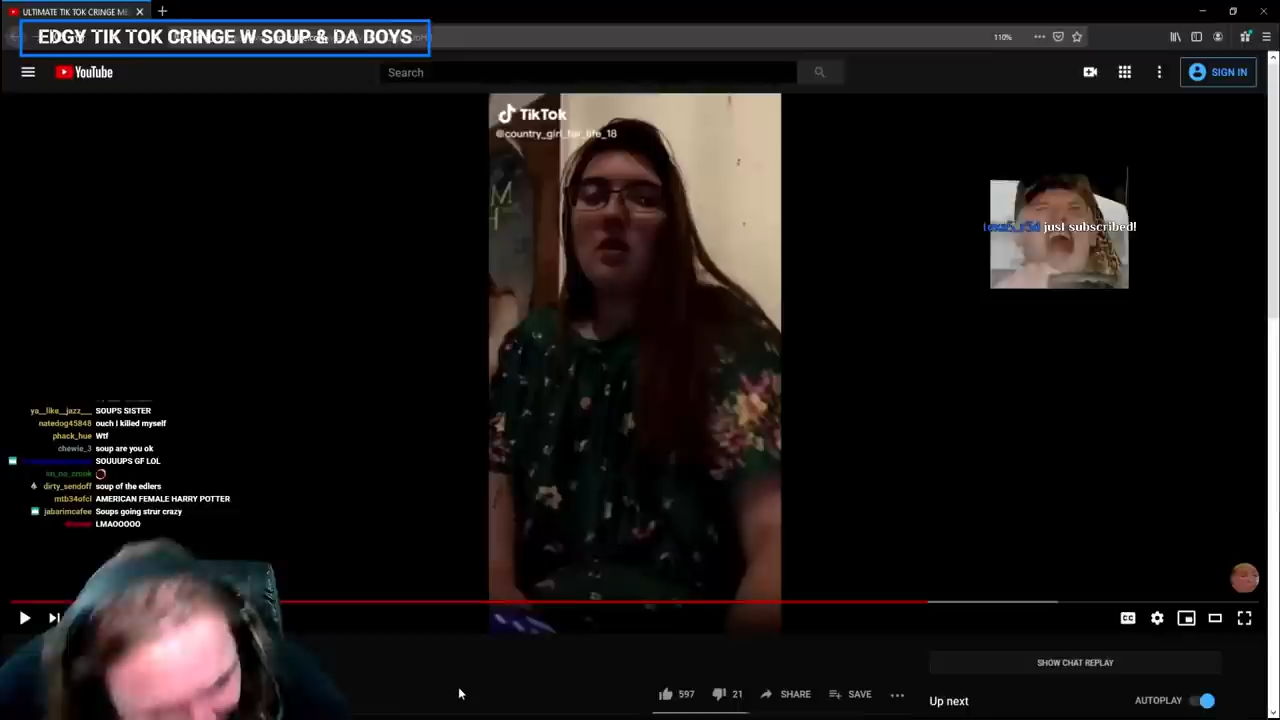 ULTIMATE TIK TOK CRINGE ME
EDGY TIK TOK CRINGE W SOUP & DA BOYS
110%
YouTube
Search
SIGN IN
TikTok
@country_girl_for_life_18
M
H
just subscribed!
ya__like__jazz___ SOUPS SISTER
natedog45848 ouch I killed myself
phack_hue Wtf
chewie_3 soup are you ok
SOUUUPS GF LOL
dirty_sendoff soup of the edlers
mtb34ofcl AMERICAN FEMALE HARRY POTTER
jabarimcafee Soups going strur crazy
LMAOOOOO
CC
SHOW CHAT REPLAY
597
21
SHARE
SAVE
Up next
AUTOPLAY